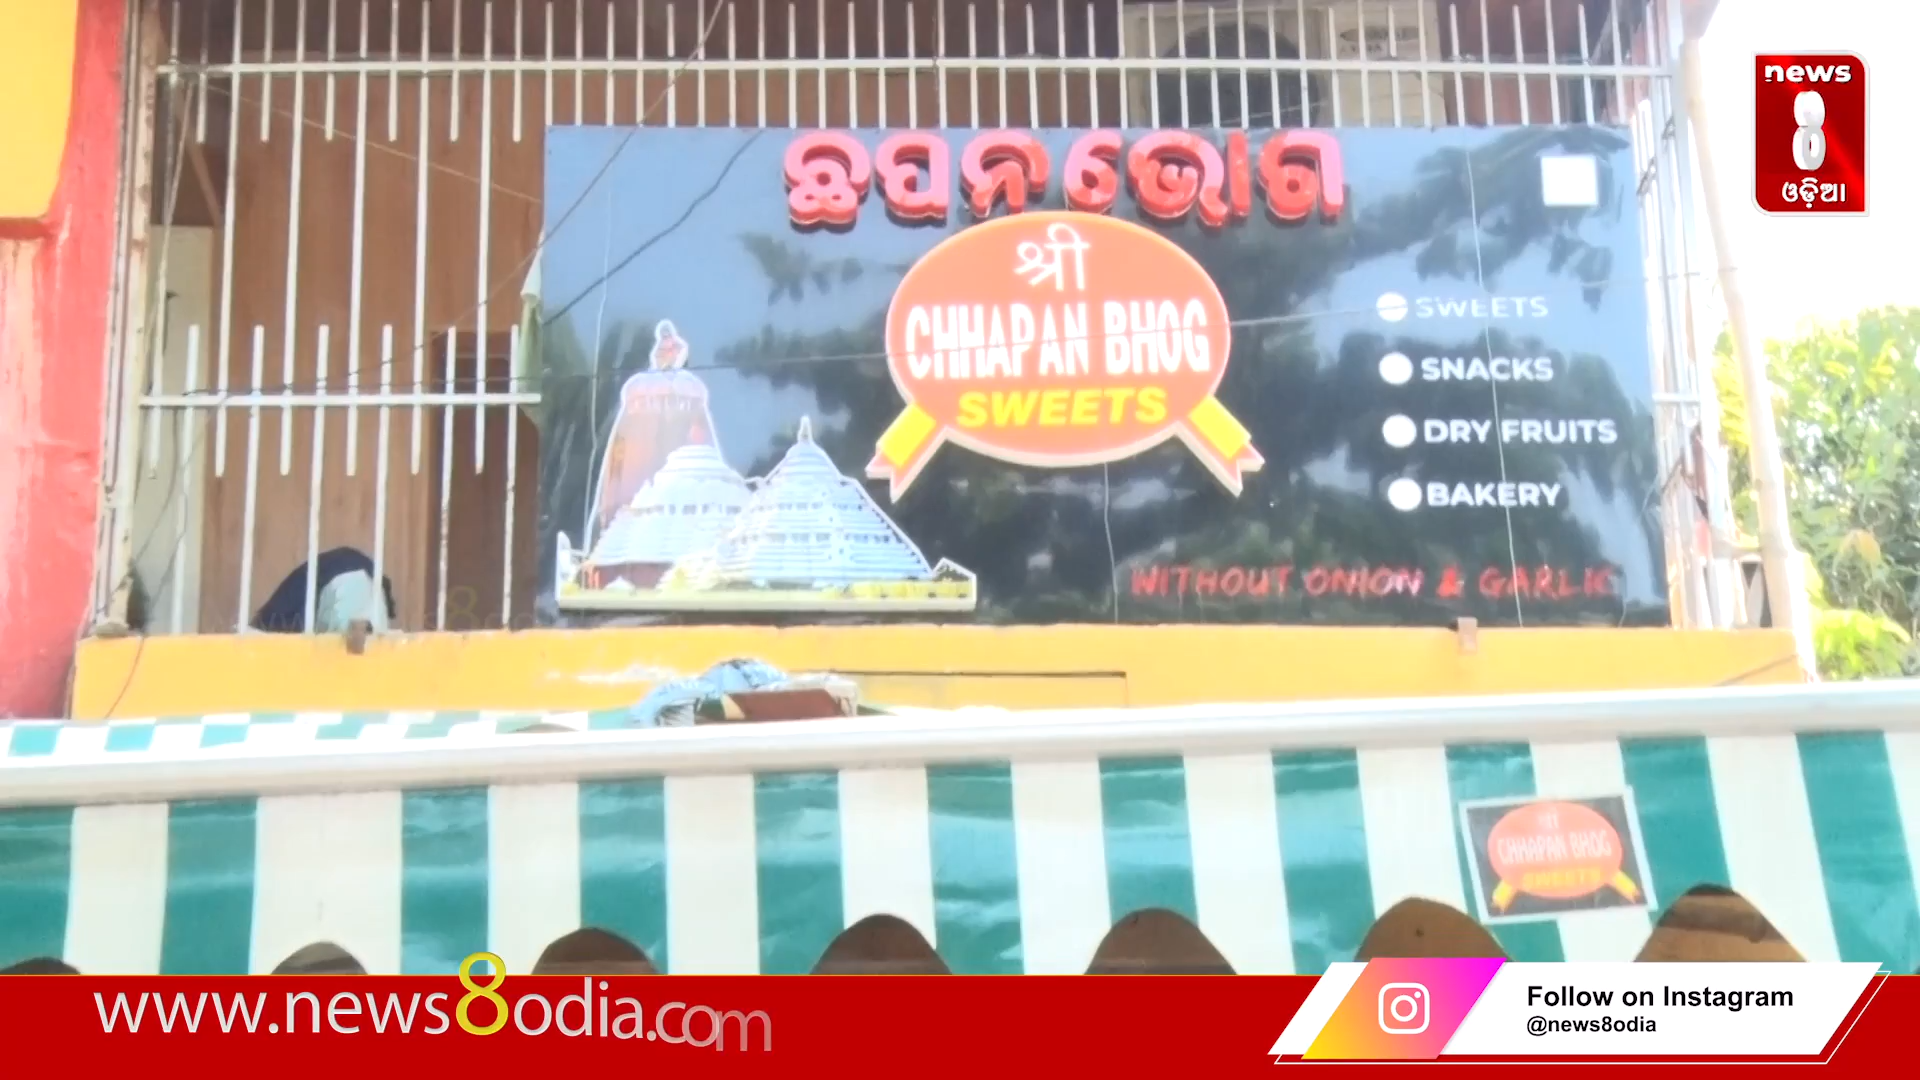 news
8
ଓଡ଼ିଆ
ଛପନ ଭୋଗ
श्री
CHHAPAN BHOG
SWEETS
SWEETS
SNACKS
DRY FRUITS
BAKERY
WITHOUT ONION & GARLIC
श्री
CHHAPAN BHOG
SWEETS
www.news8odia.com
Follow on Instagram
@news8odia